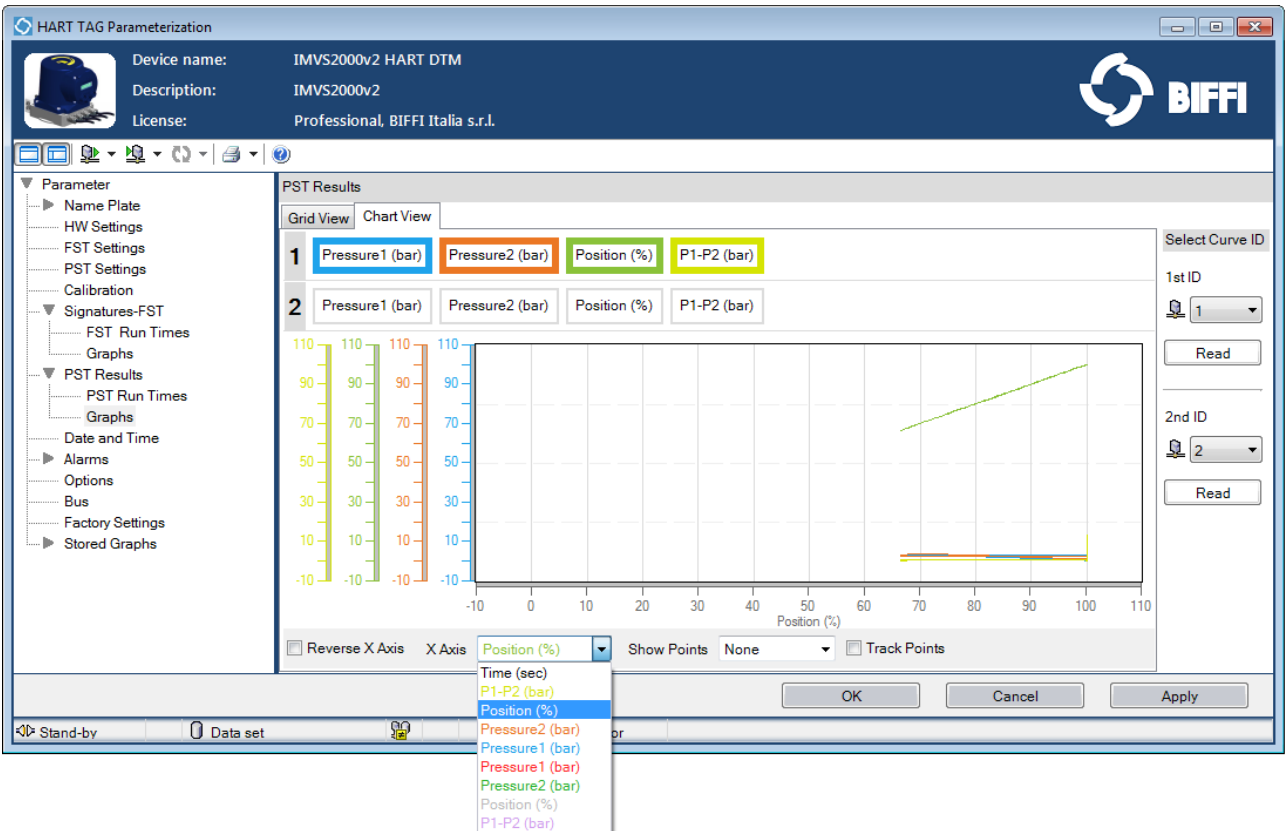 HART TAG Parameterization
Device name: IMVS2000v2 HART DTM
Description: IMVS2000v2
License: Professional, BIFFI Italia s.r.l.
BIFFI
Parameter
Name Plate
HW Settings
FST Settings
PST Settings
Calibration
Signatures-FST
FST Run Times
Graphs
PST Results
PST Run Times
Graphs
Date and Time
Alarms
Options
Bus
Factory Settings
Stored Graphs
PST Results
Grid View Chart View
1 Pressure1 (bar) Pressure2 (bar) Position (%) P1-P2 (bar)
2 Pressure1 (bar) Pressure2 (bar) Position (%) P1-P2 (bar)
110 110 110 110
90 90 90 90
70 70 70 70
50 50 50 50
30 30 30 30
10 10 10 10
-10 -10 -10 -10
-10 0 10 20 30 40 50 60 70 80 90 100 110
Position (%)
Reverse X Axis X Axis Position (%) Show Points None Track Points
Time (sec)
P1-P2 (bar)
Position (%)
Pressure2 (bar)
Pressure1 (bar)
Pressure1 (bar)
Pressure2 (bar)
Position (%)
P1-P2 (bar)
Select Curve ID
1st ID
1
Read
2nd ID
2
Read
OK Cancel Apply
Stand-by Data set